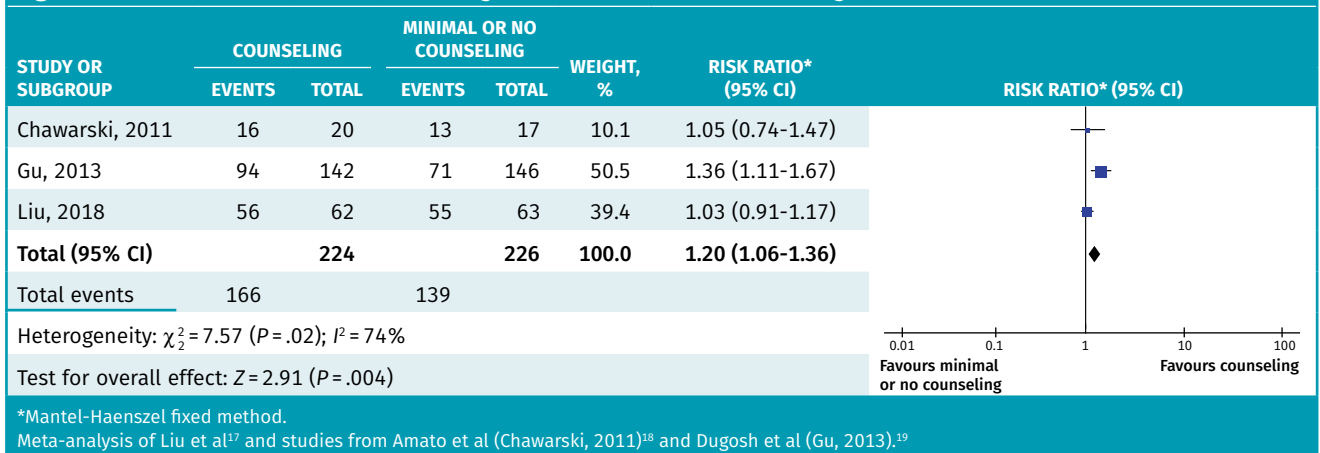 STUDY OR SUBGROUP COUNSELING MINIMAL OR NO COUNSELING WEIGHT, % RISK RATIO* (95% CI) RISK RATIO* (95% CI)
EVENTS TOTAL EVENTS TOTAL
Chawarski, 2011 16 20 13 17 10.1 1.05 (0.74-1.47)
Gu, 2013 94 142 71 146 50.5 1.36 (1.11-1.67)
Liu, 2018 56 62 55 63 39.4 1.03 (0.91-1.17)
Total (95% CI) 224 226 100.0 1.20 (1.06-1.36)
Total events 166 139
Heterogeneity: χ²₂ = 7.57 (P = .02); I² = 74%
Test for overall effect: Z = 2.91 (P = .004)
0.01 0.1 1 10 100
Favours minimal or no counseling Favours counseling
*Mantel-Haenszel fixed method.
Meta-analysis of Liu et al¹⁷ and studies from Amato et al (Chawarski, 2011)¹⁸ and Dugosh et al (Gu, 2013).¹⁹